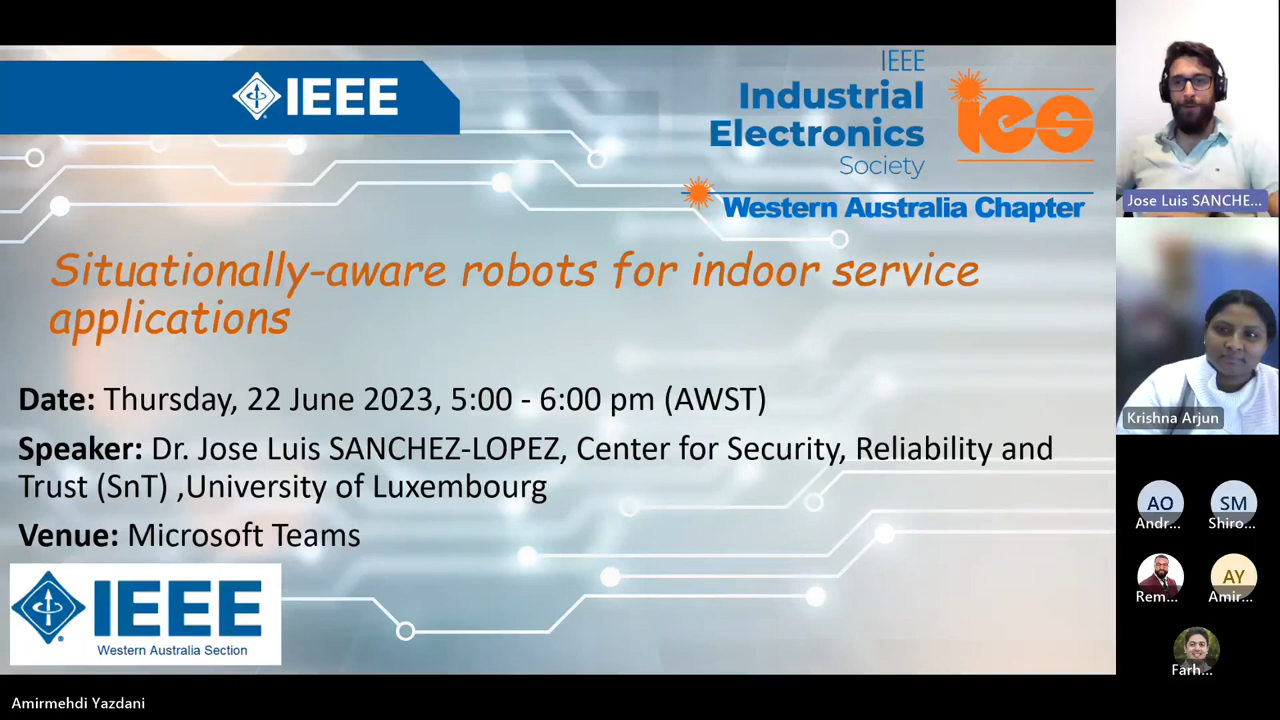 IEEE
IEEE
Industrial
Electronics
Society
ies
Western Australia Chapter
Situationally-aware robots for indoor service
applications
Date: Thursday, 22 June 2023, 5:00 - 6:00 pm (AWST)
Speaker: Dr. Jose Luis SANCHEZ-LOPEZ, Center for Security, Reliability and
Trust (SnT) ,University of Luxembourg
Venue: Microsoft Teams
IEEE
Western Australia Section
Amirmehdi Yazdani
Jose Luis SANCHE...
Krishna Arjun
AO
Andr...
SM
Shiro...
Rem...
AY
Amir...
Farh...